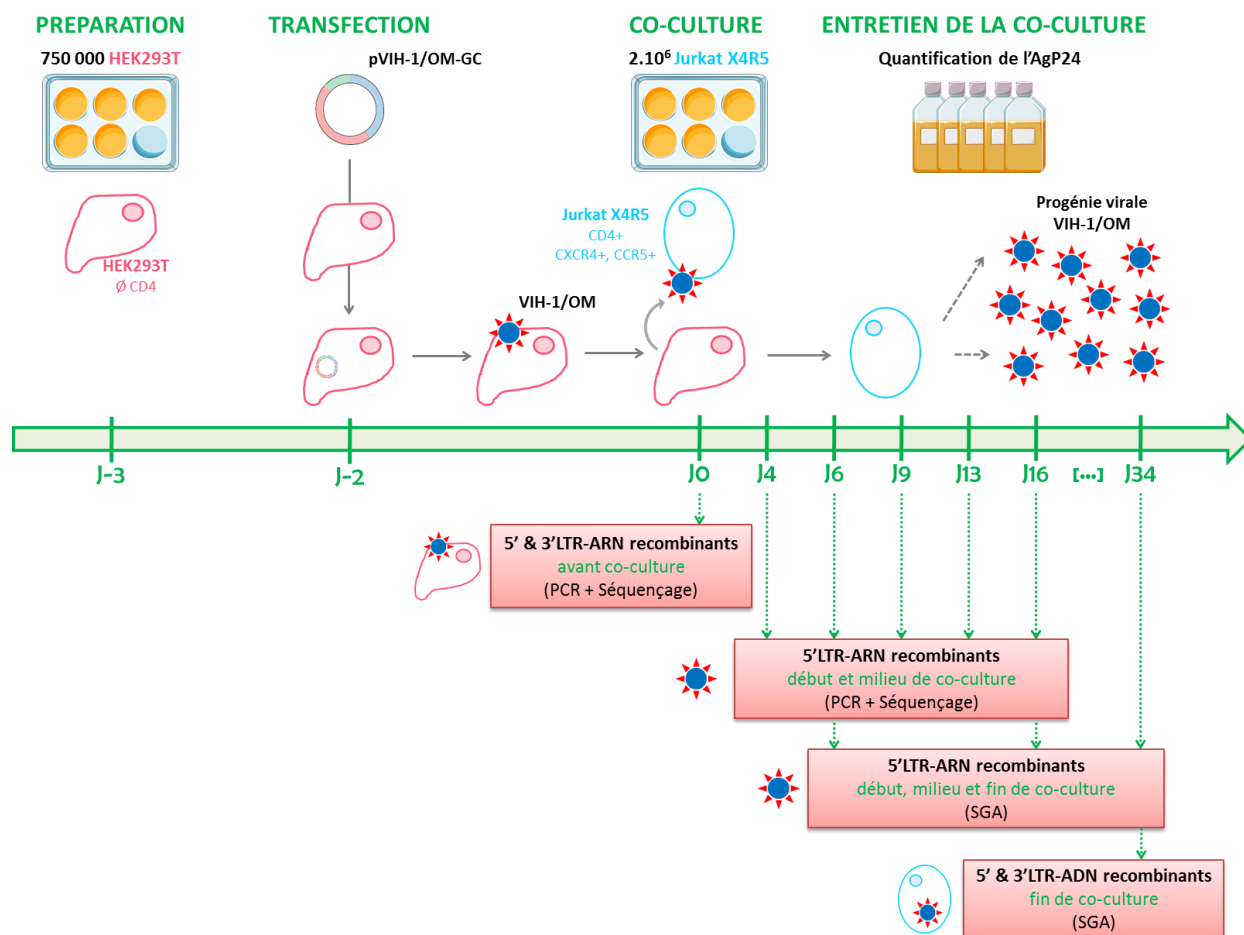 PREPARATION
TRANSFECTION
CO-CULTURE
ENTRETIEN DE LA CO-CULTURE
750 000 HEK293T
pVIH-1/OM-GC
2.10⁶ Jurkat X4R5
Quantification de l’AgP24
HEK293T
Ø CD4
Jurkat X4R5
CD4+
CXCR4+, CCR5+
VIH-1/OM
Progénie virale
VIH-1/OM
J-3
J-2
J0
J4
J6
J9
J13
J16
[...]
J34
5’ & 3’LTR-ARN recombinants
avant co-culture
(PCR + Séquençage)
5’LTR-ARN recombinants
début et milieu de co-culture
(PCR + Séquençage)
5’LTR-ARN recombinants
début, milieu et fin de co-culture
(SGA)
5’ & 3’LTR-ADN recombinants
fin de co-culture
(SGA)